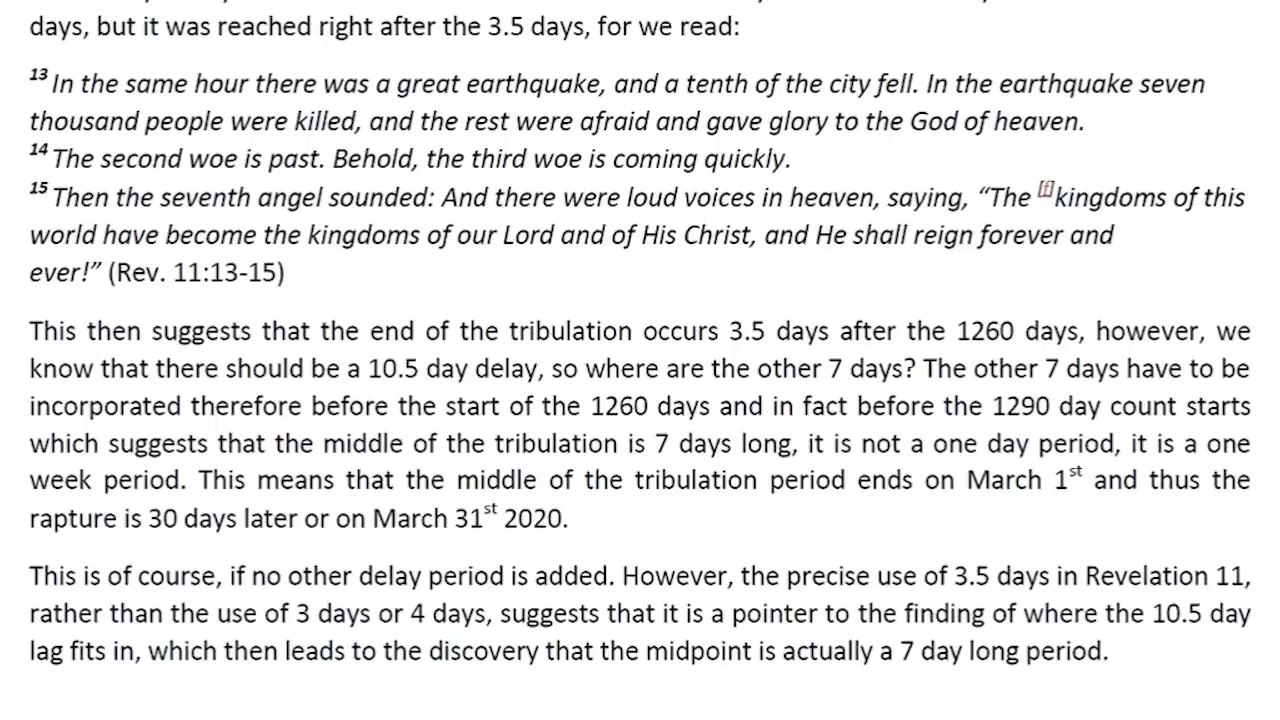 days, but it was reached right after the 3.5 days, for we read:
13 In the same hour there was a great earthquake, and a tenth of the city fell. In the earthquake seven
thousand people were killed, and the rest were afraid and gave glory to the God of heaven.
14 The second woe is past. Behold, the third woe is coming quickly.
15 Then the seventh angel sounded: And there were loud voices in heaven, saying, “The [f]kingdoms of this
world have become the kingdoms of our Lord and of His Christ, and He shall reign forever and
ever!” (Rev. 11:13-15)
This then suggests that the end of the tribulation occurs 3.5 days after the 1260 days, however, we
know that there should be a 10.5 day delay, so where are the other 7 days? The other 7 days have to be
incorporated therefore before the start of the 1260 days and in fact before the 1290 day count starts
which suggests that the middle of the tribulation is 7 days long, it is not a one day period, it is a one
week period. This means that the middle of the tribulation period ends on March 1st and thus the
rapture is 30 days later or on March 31st 2020.
This is of course, if no other delay period is added. However, the precise use of 3.5 days in Revelation 11,
rather than the use of 3 days or 4 days, suggests that it is a pointer to the finding of where the 10.5 day
lag fits in, which then leads to the discovery that the midpoint is actually a 7 day long period.